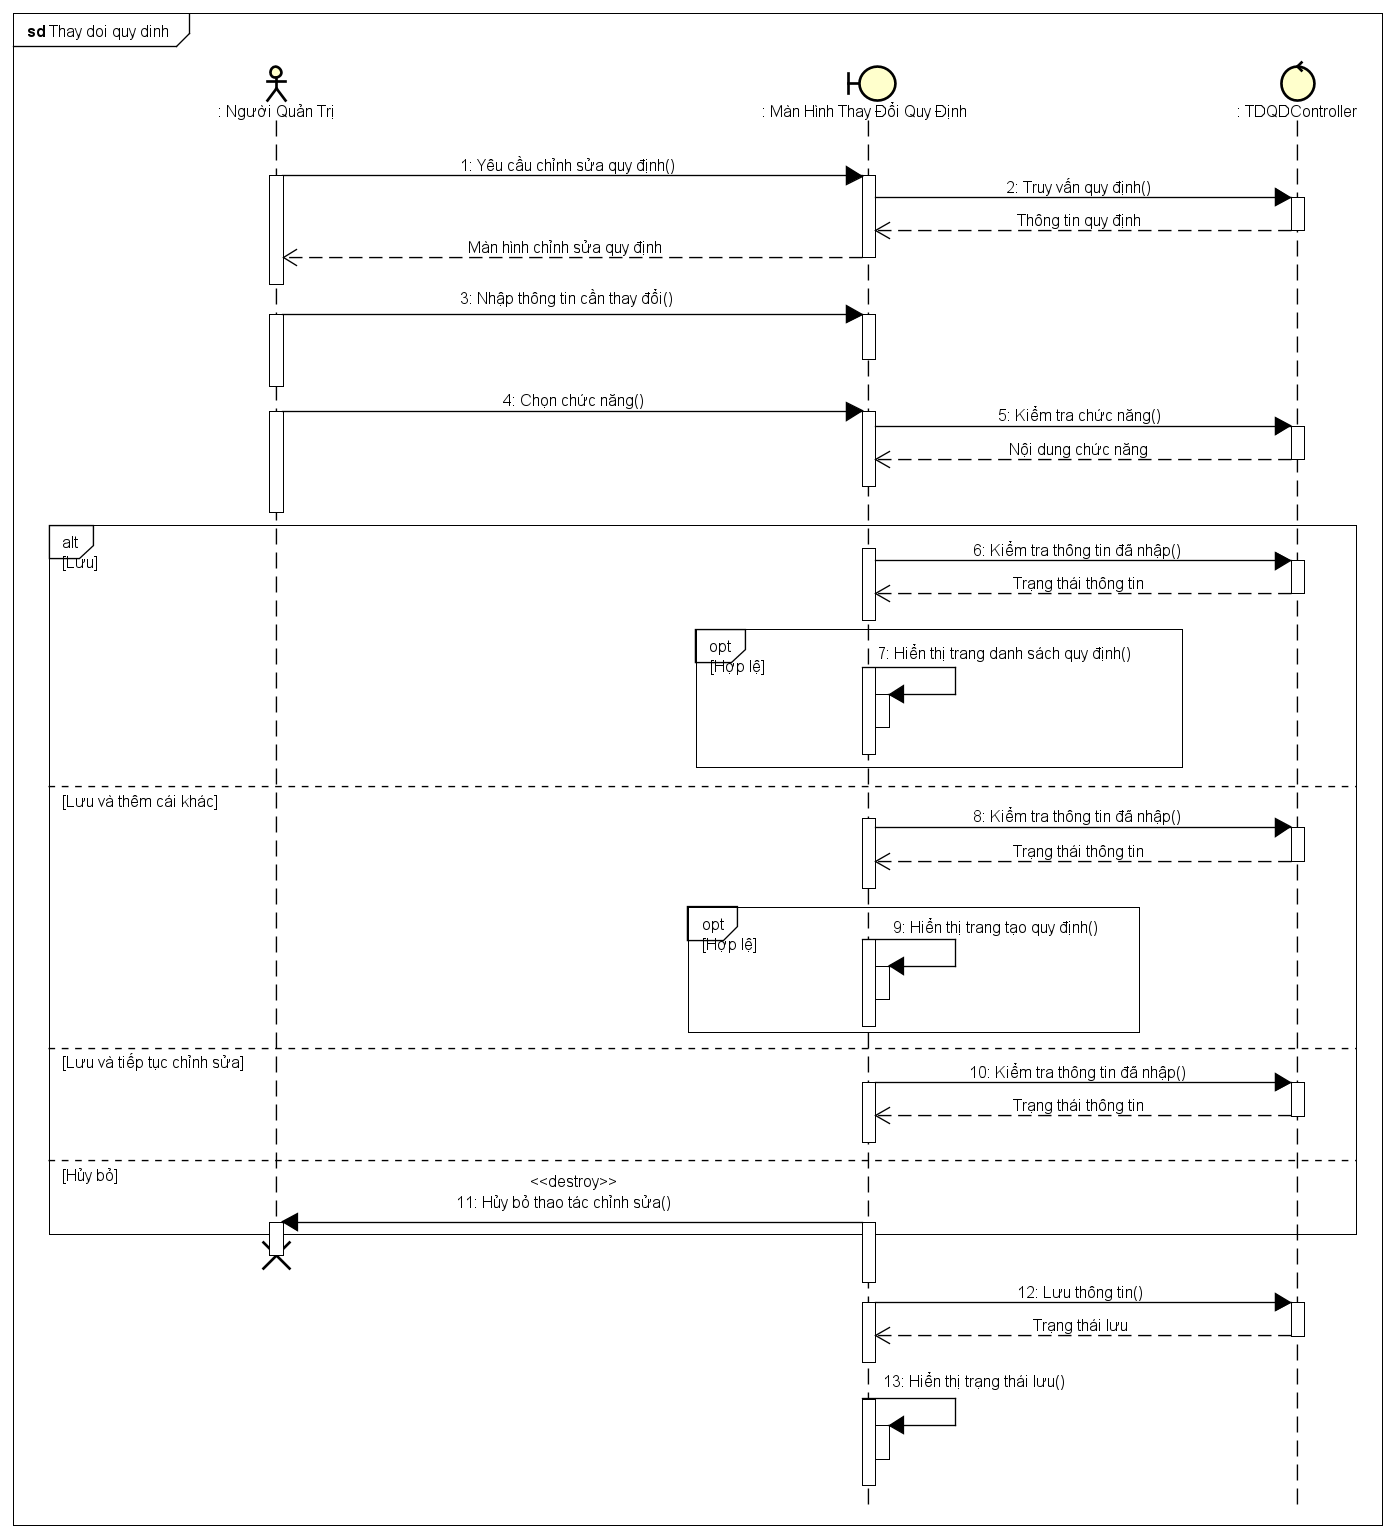 sd Thay doi quy dinh
: Người Quản Trị
: Màn Hình Thay Đổi Quy Định
: TDQDController
1: Yêu cầu chỉnh sửa quy định()
2: Truy vấn quy định()
Thông tin quy định
Màn hình chỉnh sửa quy định
3: Nhập thông tin cần thay đổi()
4: Chọn chức năng()
5: Kiểm tra chức năng()
Nội dung chức năng
alt
[Lưu]
6: Kiểm tra thông tin đã nhập()
Trạng thái thông tin
opt
[Hợp lệ]
7: Hiển thị trang danh sách quy định()
[Lưu và thêm cái khác]
8: Kiểm tra thông tin đã nhập()
Trạng thái thông tin
opt
[Hợp lệ]
9: Hiển thị trang tạo quy định()
[Lưu và tiếp tục chỉnh sửa]
10: Kiểm tra thông tin đã nhập()
Trạng thái thông tin
[Hủy bỏ]
<<destroy>>
11: Hủy bỏ thao tác chỉnh sửa()
12: Lưu thông tin()
Trạng thái lưu
13: Hiển thị trạng thái lưu()